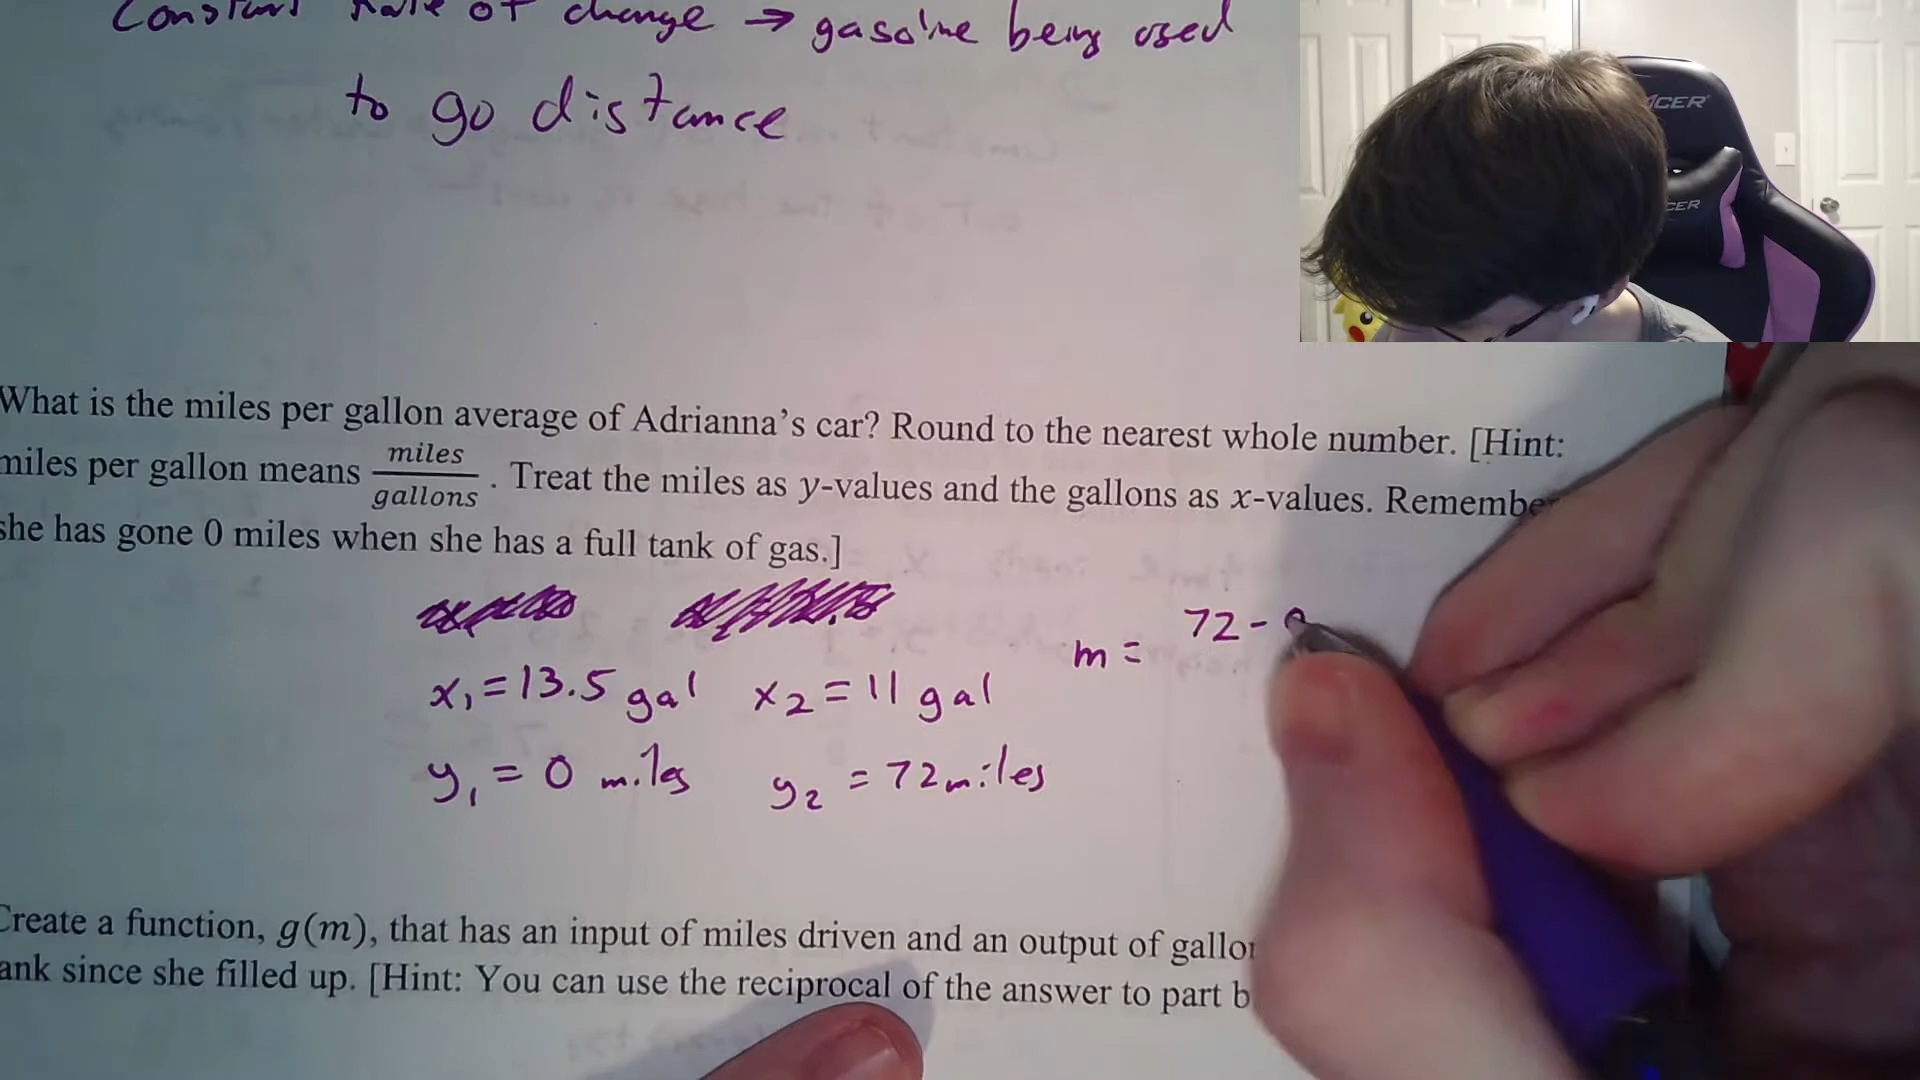 Constant Rate of change → gasoline being used
to go distance
ACER
CER
What is the miles per gallon average of Adrianna's car? Round to the nearest whole number. [Hint:
miles per gallon means miles/gallons. Treat the miles as y-values and the gallons as x-values. Remembe
she has gone 0 miles when she has a full tank of gas.]
m = 72-0
x₁=13.5 gal x₂=11 gal
y₁=0 miles y₂=72 miles
Create a function, g(m), that has an input of miles driven and an output of gallon
ank since she filled up. [Hint: You can use the reciprocal of the answer to part b